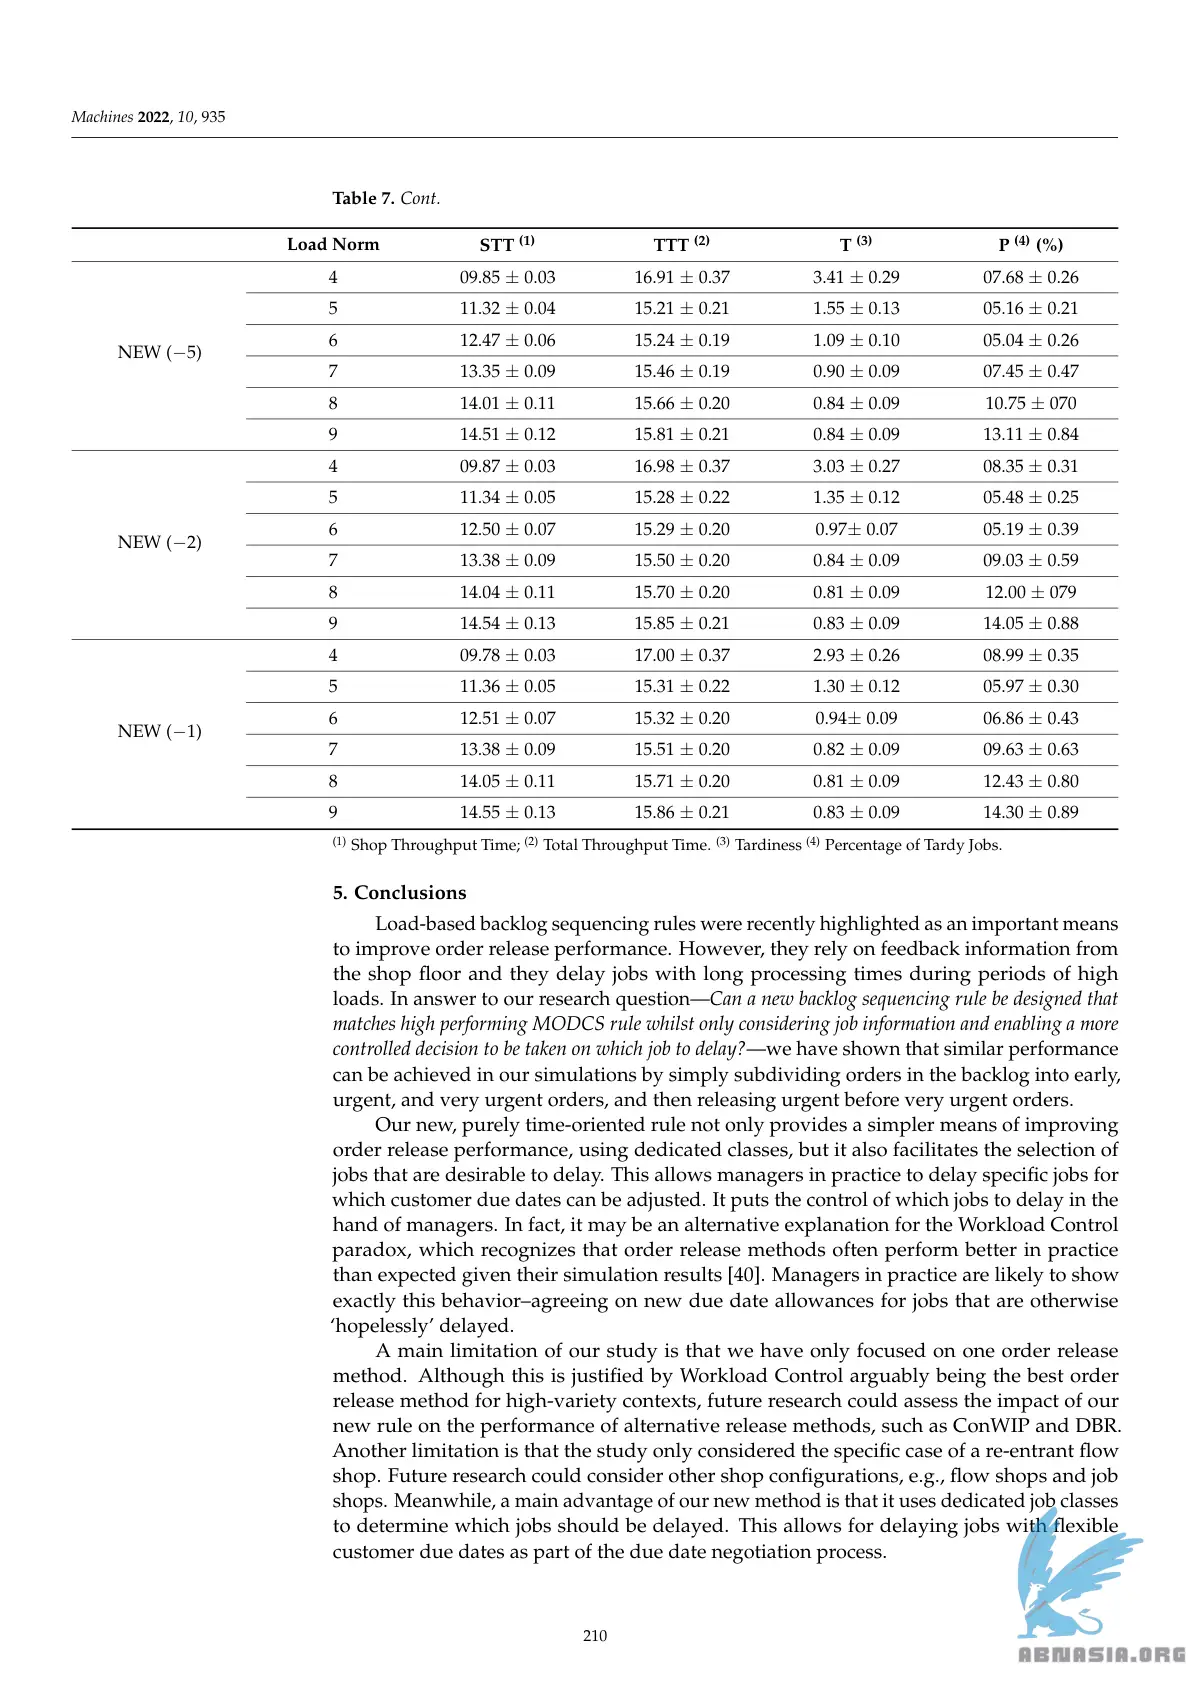 Machines 2022, 10, 935
Table 7. Cont.
Load Norm STT (1) TTT (2) T (3) P (4) (%)
NEW (−5)
4 09.85 ± 0.03 16.91 ± 0.37 3.41 ± 0.29 07.68 ± 0.26
5 11.32 ± 0.04 15.21 ± 0.21 1.55 ± 0.13 05.16 ± 0.21
6 12.47 ± 0.06 15.24 ± 0.19 1.09 ± 0.10 05.04 ± 0.26
7 13.35 ± 0.09 15.46 ± 0.19 0.90 ± 0.09 07.45 ± 0.47
8 14.01 ± 0.11 15.66 ± 0.20 0.84 ± 0.09 10.75 ± 070
9 14.51 ± 0.12 15.81 ± 0.21 0.84 ± 0.09 13.11 ± 0.84
NEW (−2)
4 09.87 ± 0.03 16.98 ± 0.37 3.03 ± 0.27 08.35 ± 0.31
5 11.34 ± 0.05 15.28 ± 0.22 1.35 ± 0.12 05.48 ± 0.25
6 12.50 ± 0.07 15.29 ± 0.20 0.97± 0.07 05.19 ± 0.39
7 13.38 ± 0.09 15.50 ± 0.20 0.84 ± 0.09 09.03 ± 0.59
8 14.04 ± 0.11 15.70 ± 0.20 0.81 ± 0.09 12.00 ± 079
9 14.54 ± 0.13 15.85 ± 0.21 0.83 ± 0.09 14.05 ± 0.88
NEW (−1)
4 09.78 ± 0.03 17.00 ± 0.37 2.93 ± 0.26 08.99 ± 0.35
5 11.36 ± 0.05 15.31 ± 0.22 1.30 ± 0.12 05.97 ± 0.30
6 12.51 ± 0.07 15.32 ± 0.20 0.94± 0.09 06.86 ± 0.43
7 13.38 ± 0.09 15.51 ± 0.20 0.82 ± 0.09 09.63 ± 0.63
8 14.05 ± 0.11 15.71 ± 0.20 0.81 ± 0.09 12.43 ± 0.80
9 14.55 ± 0.13 15.86 ± 0.21 0.83 ± 0.09 14.30 ± 0.89
(1) Shop Throughput Time; (2) Total Throughput Time. (3) Tardiness (4) Percentage of Tardy Jobs.
5. Conclusions
Load-based backlog sequencing rules were recently highlighted as an important means
to improve order release performance. However, they rely on feedback information from
the shop floor and they delay jobs with long processing times during periods of high
loads. In answer to our research question—Can a new backlog sequencing rule be designed that
matches high performing MODCS rule whilst only considering job information and enabling a more
controlled decision to be taken on which job to delay?—we have shown that similar performance
can be achieved in our simulations by simply subdividing orders in the backlog into early,
urgent, and very urgent orders, and then releasing urgent before very urgent orders.
Our new, purely time-oriented rule not only provides a simpler means of improving
order release performance, using dedicated classes, but it also facilitates the selection of
jobs that are desirable to delay. This allows managers in practice to delay specific jobs for
which customer due dates can be adjusted. It puts the control of which jobs to delay in the
hand of managers. In fact, it may be an alternative explanation for the Workload Control
paradox, which recognizes that order release methods often perform better in practice
than expected given their simulation results [40]. Managers in practice are likely to show
exactly this behavior–agreeing on new due date allowances for jobs that are otherwise
‘hopelessly’ delayed.
A main limitation of our study is that we have only focused on one order release
method. Although this is justified by Workload Control arguably being the best order
release method for high-variety contexts, future research could assess the impact of our
new rule on the performance of alternative release methods, such as ConWIP and DBR.
Another limitation is that the study only considered the specific case of a re-entrant flow
shop. Future research could consider other shop configurations, e.g., flow shops and job
shops. Meanwhile, a main advantage of our new method is that it uses dedicated job classes
to determine which jobs should be delayed. This allows for delaying jobs with flexible
customer due dates as part of the due date negotiation process.
210
ABNASIA.ORG